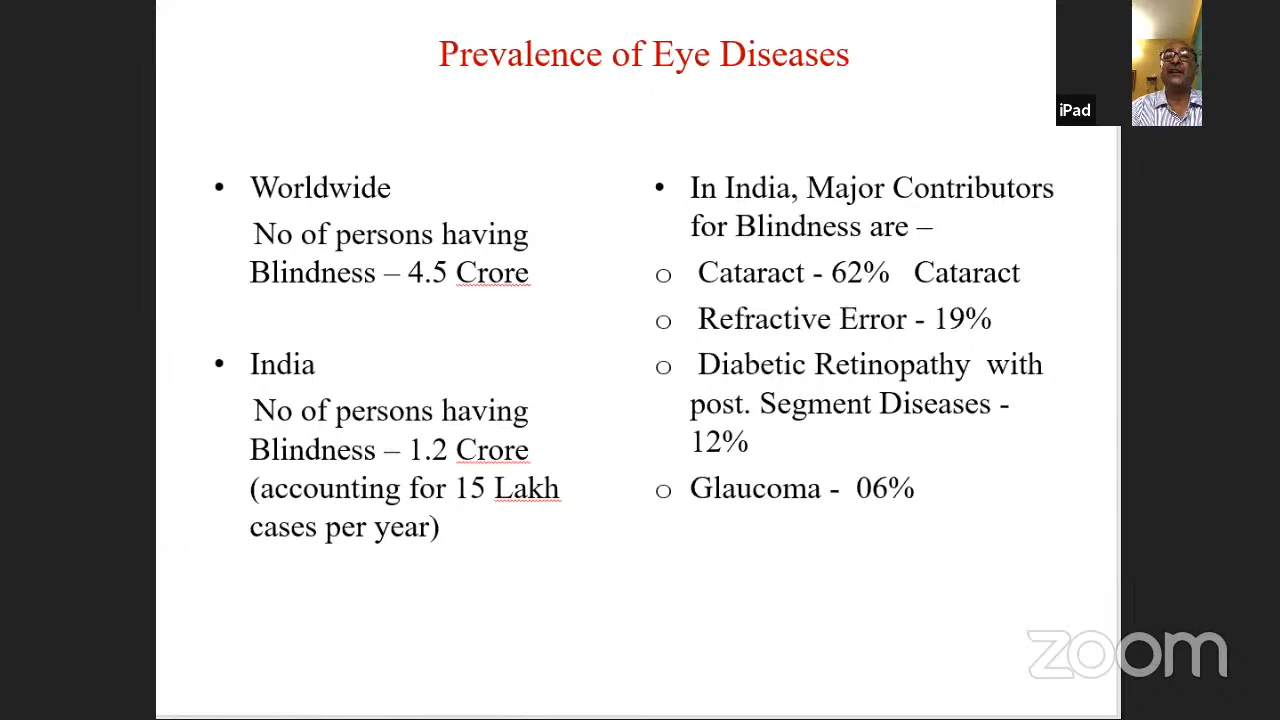 Prevalence of Eye Diseases
iPad
• Worldwide
No of persons having
Blindness – 4.5 Crore
• India
No of persons having
Blindness – 1.2 Crore
(accounting for 15 Lakh
cases per year)
• In India, Major Contributors
for Blindness are –
o Cataract - 62% Cataract
o Refractive Error - 19%
o Diabetic Retinopathy with
post. Segment Diseases -
12%
o Glaucoma - 06%
zoom